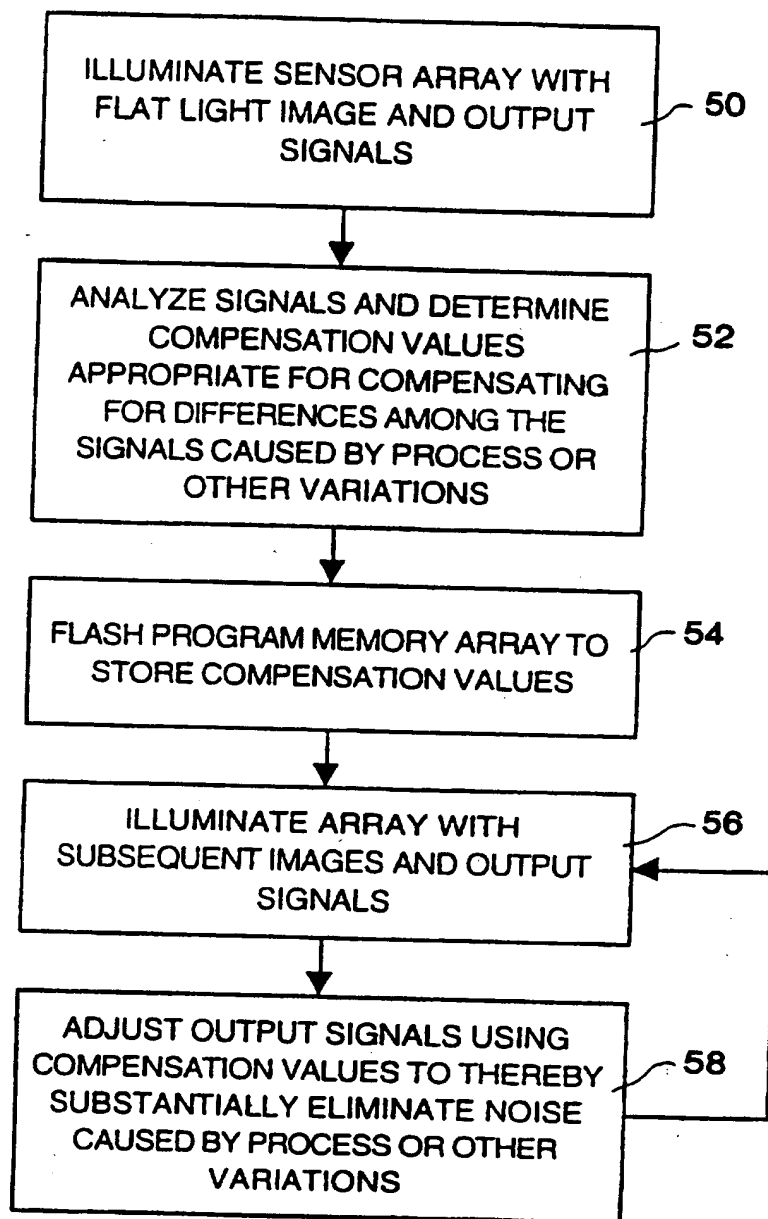 ILLUMINATE SENSOR ARRAY WITH
FLAT LIGHT IMAGE AND OUTPUT
SIGNALS
50
ANALYZE SIGNALS AND DETERMINE
COMPENSATION VALUES
APPROPRIATE FOR COMPENSATING
FOR DIFFERENCES AMONG THE
SIGNALS CAUSED BY PROCESS OR
OTHER VARIATIONS
52
FLASH PROGRAM MEMORY ARRAY TO
STORE COMPENSATION VALUES
54
ILLUMINATE ARRAY WITH
SUBSEQUENT IMAGES AND OUTPUT
SIGNALS
56
ADJUST OUTPUT SIGNALS USING
COMPENSATION VALUES TO THEREBY
SUBSTANTIALLY ELIMINATE NOISE
CAUSED BY PROCESS OR OTHER
VARIATIONS
58